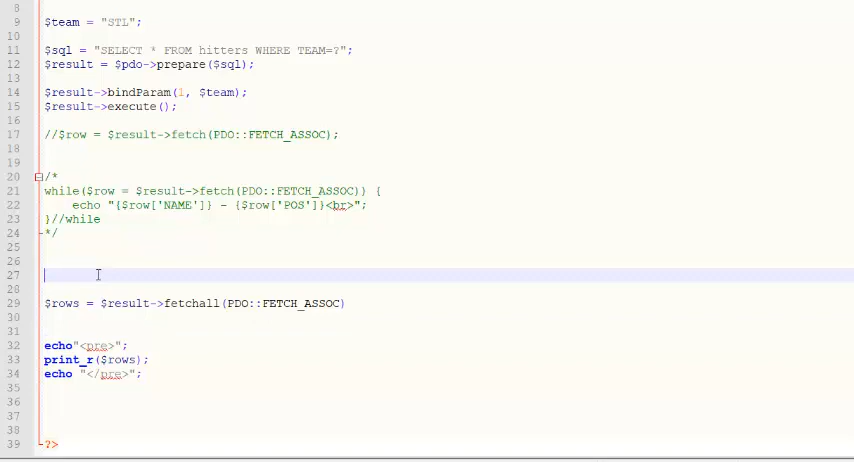 8
9 $team = "STL";
10
11 $sql = "SELECT * FROM hitters WHERE TEAM=?";
12 $result = $pdo->prepare($sql);
13
14 $result->bindParam(1, $team);
15 $result->execute();
16
17 //$row = $result->fetch(PDO::FETCH_ASSOC);
18
19
20 /*
21 while($row = $result->fetch(PDO::FETCH_ASSOC)) {
22 echo "{$row['NAME']} - {$row['POS']}<br>";
23 }//while
24 */
25
26
27
28
29 $rows = $result->fetchall(PDO::FETCH_ASSOC)
30
31
32 echo"<pre>";
33 print_r($rows);
34 echo "</pre>";
35
36
37
38
39 ?>